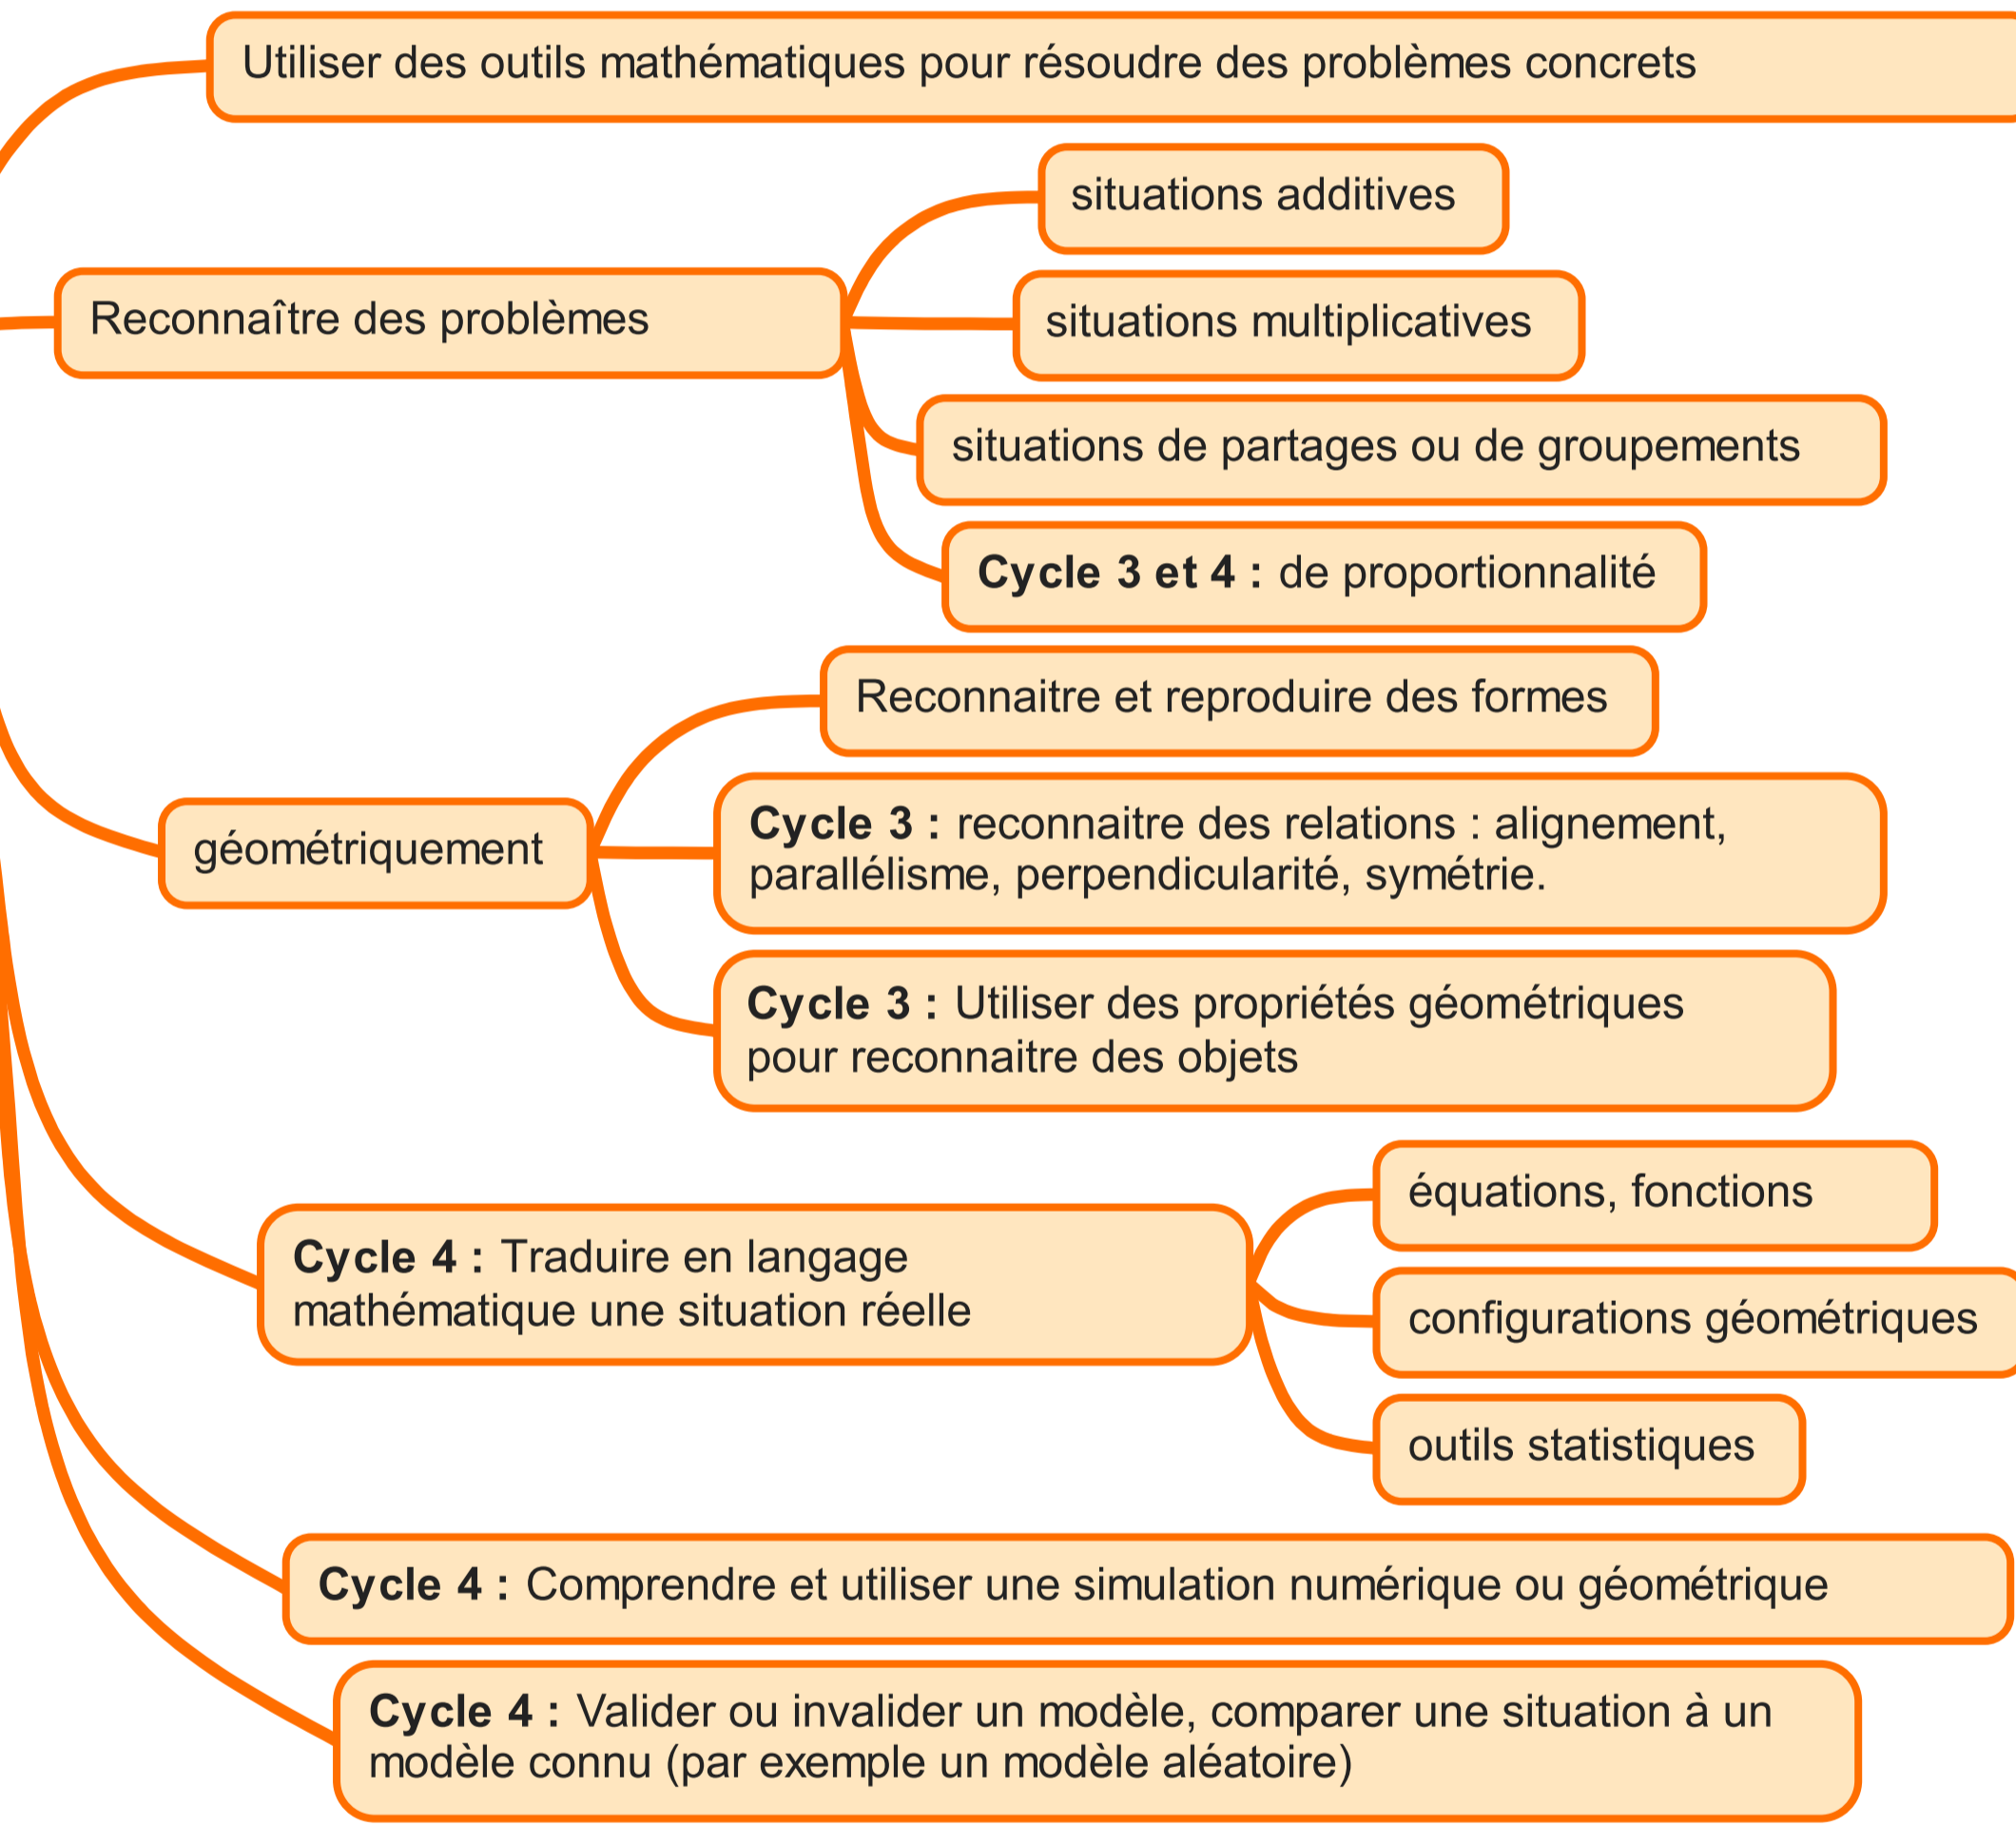 Utiliser des outils mathématiques pour résoudre des problèmes concrets
situations additives
Reconnaître des problèmes
situations multiplicatives
situations de partages ou de groupements
Cycle 3 et 4 : de proportionnalité
Reconnaitre et reproduire des formes
géométriquement
Cycle 3 : reconnaitre des relations : alignement,
parallélisme, perpendicularité, symétrie.
Cycle 3 : Utiliser des propriétés géométriques
pour reconnaitre des objets
équations, fonctions
Cycle 4 : Traduire en langage
mathématique une situation réelle
configurations géométriques
outils statistiques
Cycle 4 : Comprendre et utiliser une simulation numérique ou géométrique
Cycle 4 : Valider ou invalider un modèle, comparer une situation à un
modèle connu (par exemple un modèle aléatoire)